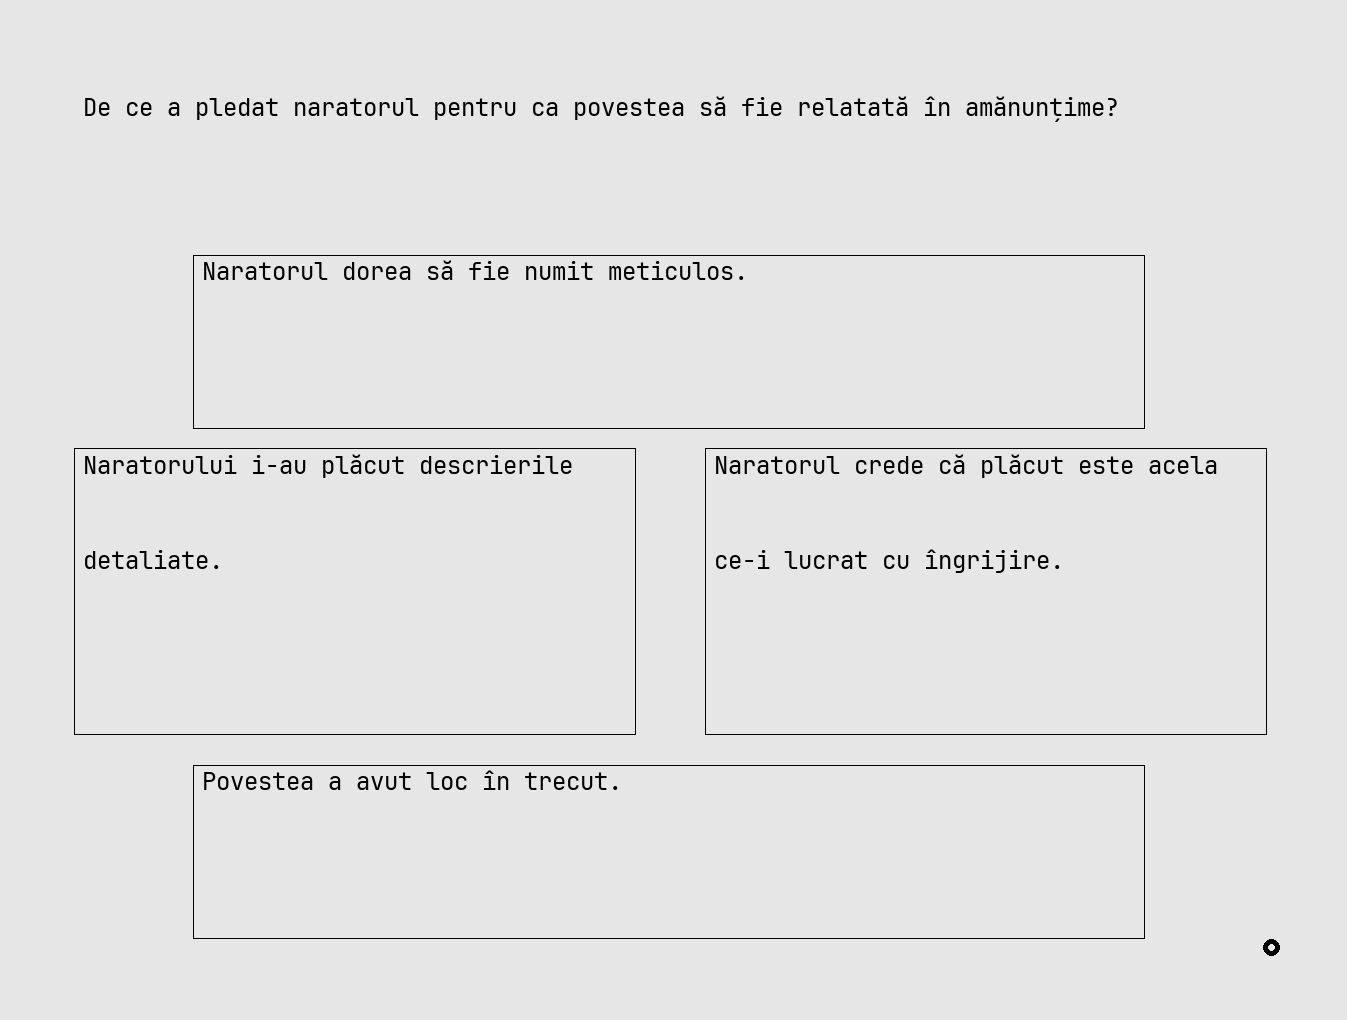 De ce a pledat naratorul pentru ca povestea să fie relatată în amănunțime?
Naratorul dorea să fie numit meticulos.
Naratorului i-au plăcut descrierile
detaliate.
Naratorul crede că plăcut este acela
ce-i lucrat cu îngrijire.
Povestea a avut loc în trecut.